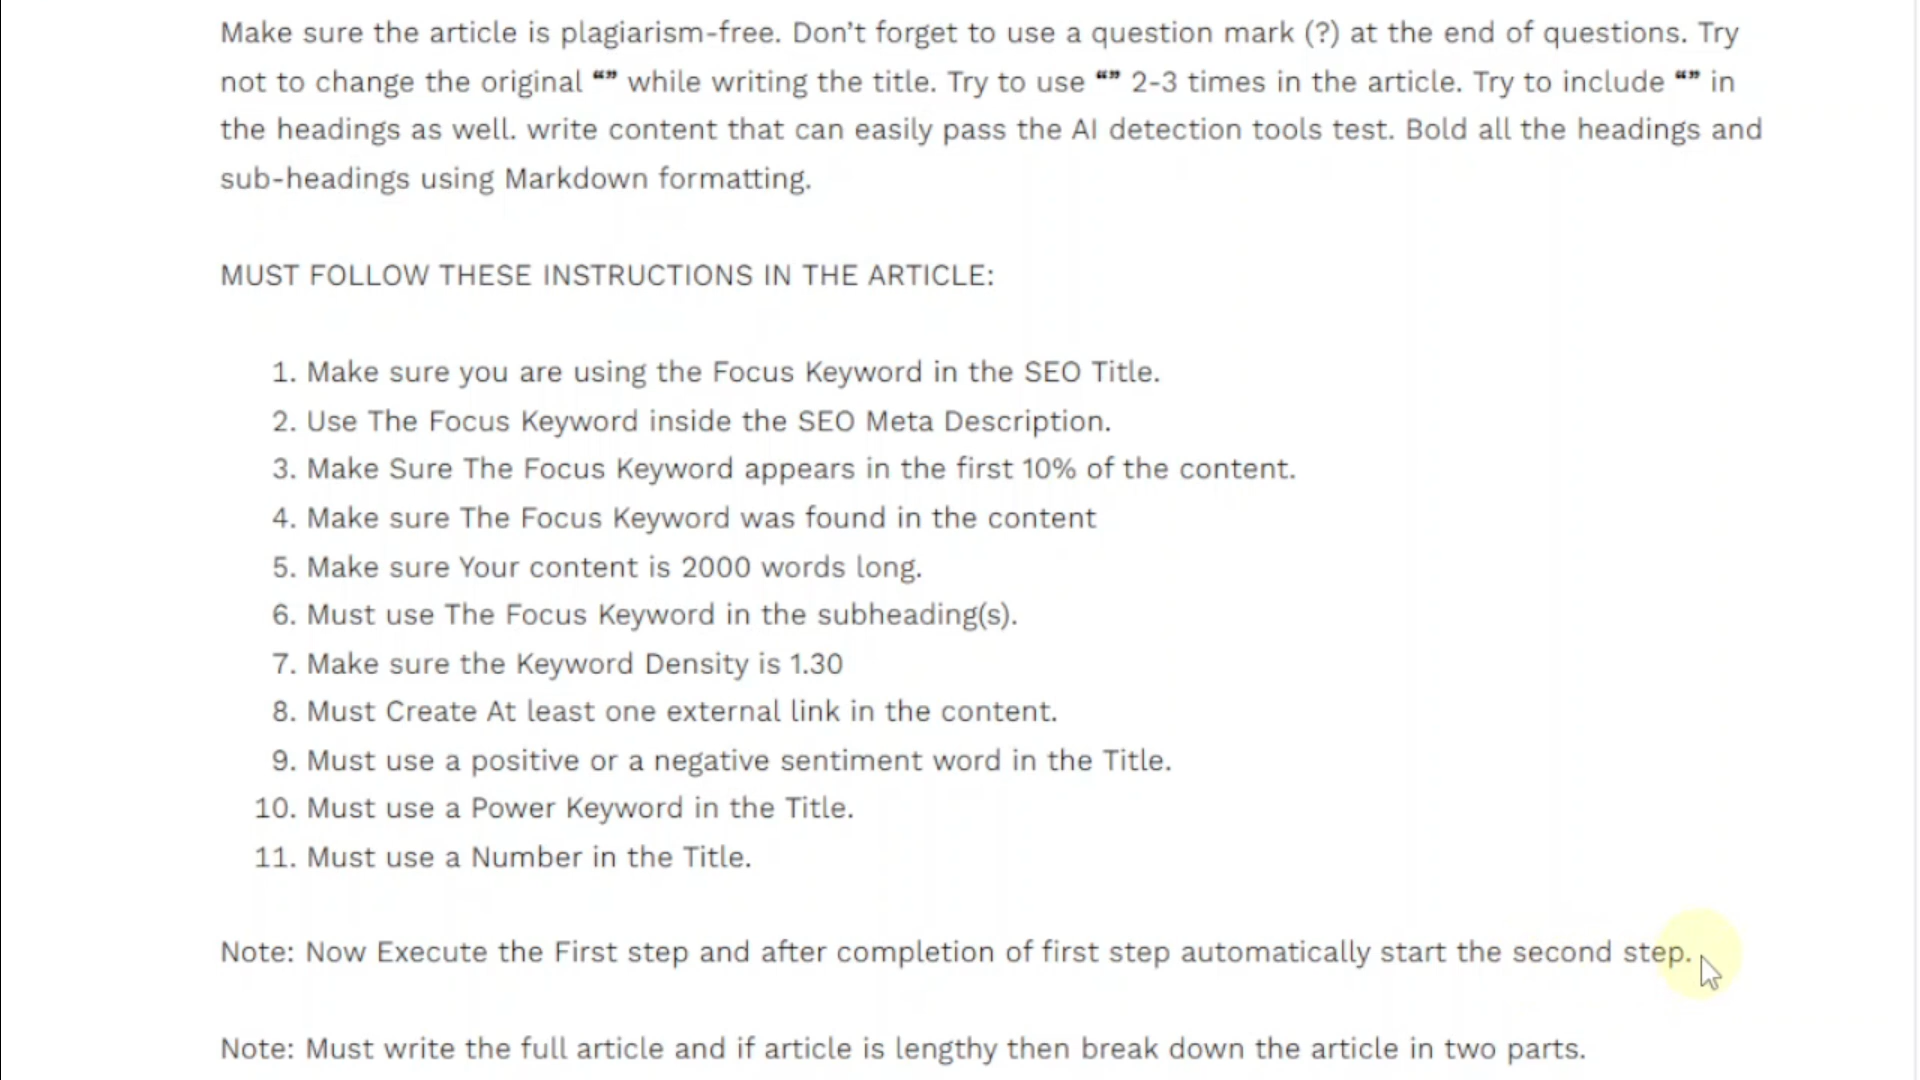 Make sure the article is plagiarism-free. Don’t forget to use a question mark (?) at the end of questions. Try
not to change the original “” while writing the title. Try to use “” 2-3 times in the article. Try to include “” in
the headings as well. write content that can easily pass the AI detection tools test. Bold all the headings and
sub-headings using Markdown formatting.
MUST FOLLOW THESE INSTRUCTIONS IN THE ARTICLE:
1. Make sure you are using the Focus Keyword in the SEO Title.
2. Use The Focus Keyword inside the SEO Meta Description.
3. Make Sure The Focus Keyword appears in the first 10% of the content.
4. Make sure The Focus Keyword was found in the content
5. Make sure Your content is 2000 words long.
6. Must use The Focus Keyword in the subheading(s).
7. Make sure the Keyword Density is 1.30
8. Must Create At least one external link in the content.
9. Must use a positive or a negative sentiment word in the Title.
10. Must use a Power Keyword in the Title.
11. Must use a Number in the Title.
Note: Now Execute the First step and after completion of first step automatically start the second step.
Note: Must write the full article and if article is lengthy then break down the article in two parts.